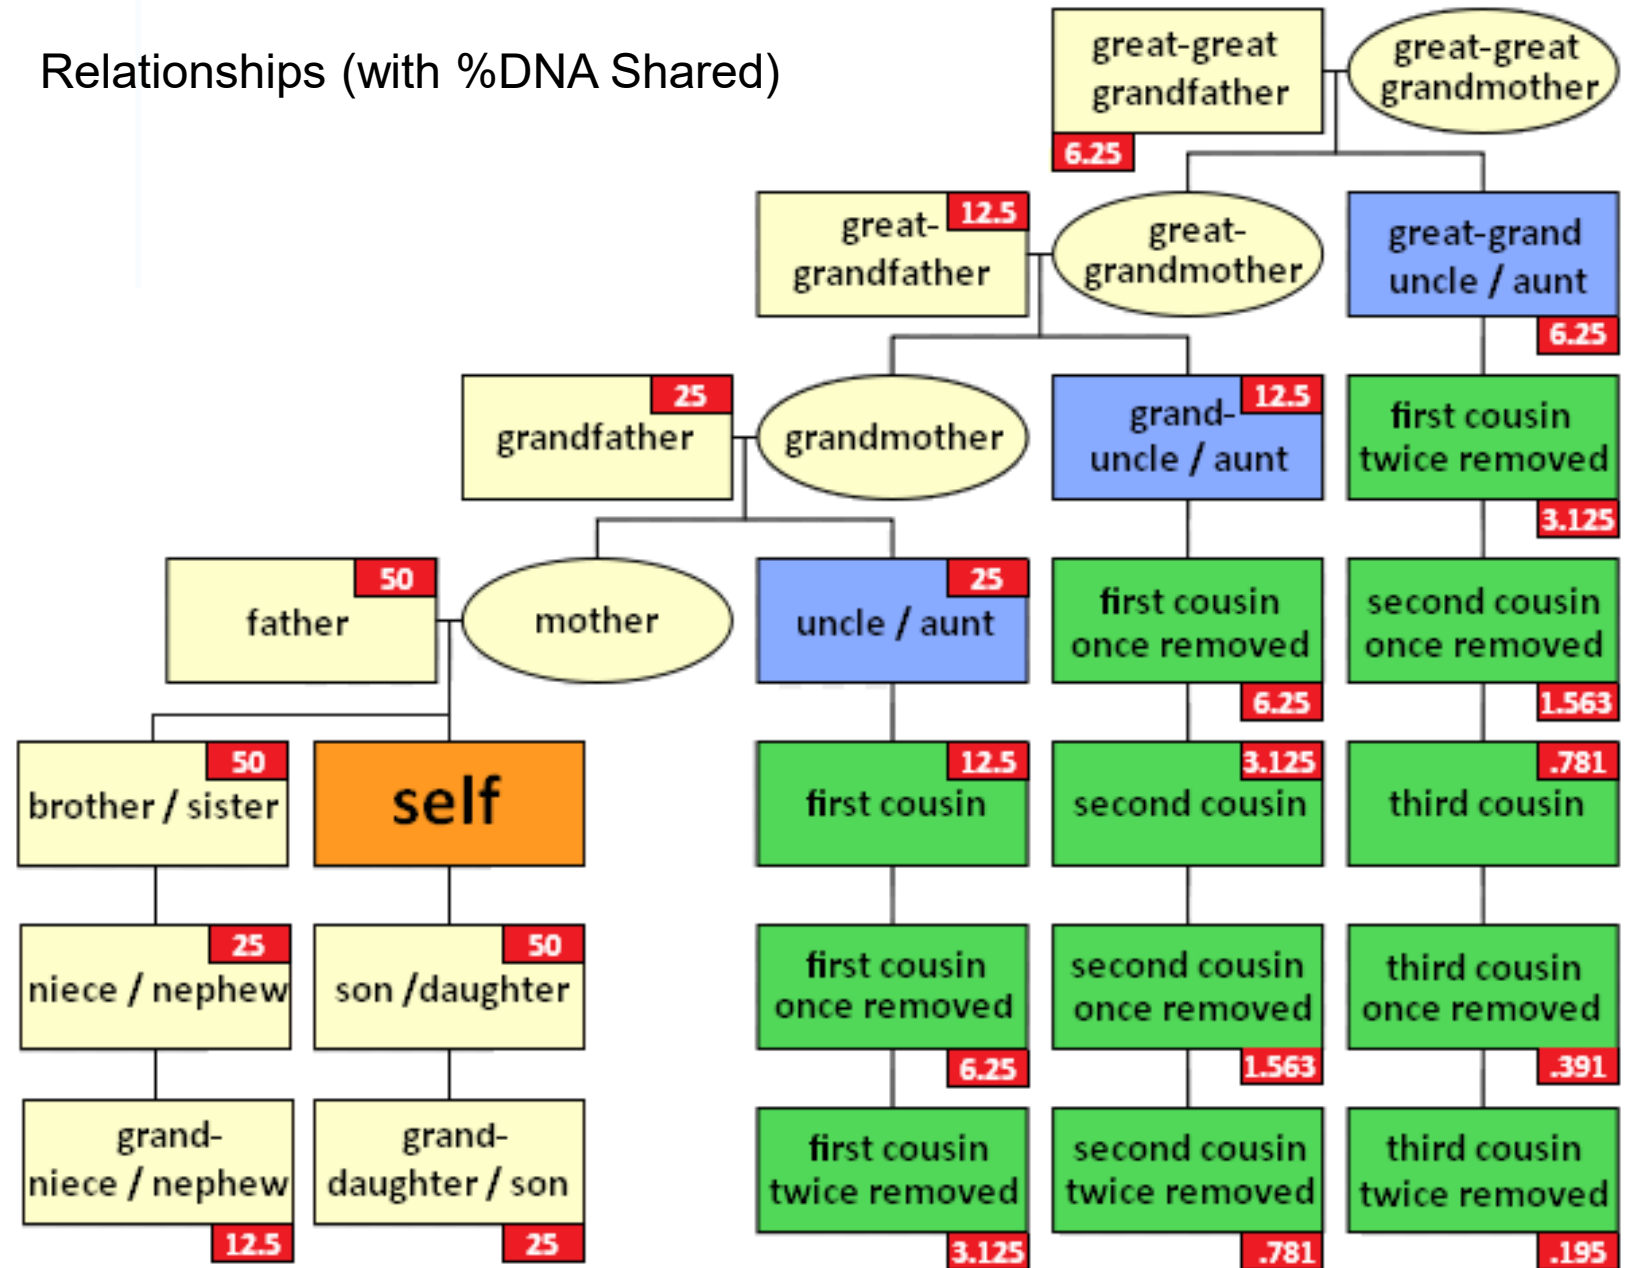 Relationships (with %DNA Shared)
great-great
grandfather
6.25
great-great
grandmother
great-
grandfather
12.5
great-
grandmother
great-grand
uncle / aunt
6.25
grandfather
25
grandmother
grand-
uncle / aunt
12.5
first cousin
twice removed
3.125
father
50
mother
uncle / aunt
25
first cousin
once removed
6.25
second cousin
once removed
1.563
brother / sister
50
self
first cousin
12.5
second cousin
3.125
third cousin
.781
niece / nephew
25
son /daughter
50
first cousin
once removed
6.25
second cousin
once removed
1.563
third cousin
once removed
.391
grand-
niece / nephew
12.5
grand-
daughter / son
25
first cousin
twice removed
3.125
second cousin
twice removed
.781
third cousin
twice removed
.195